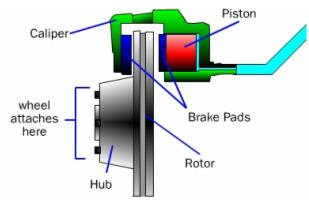 Piston
Caliper
wheel
attaches
here
Brake Pads
Rotor
Hub